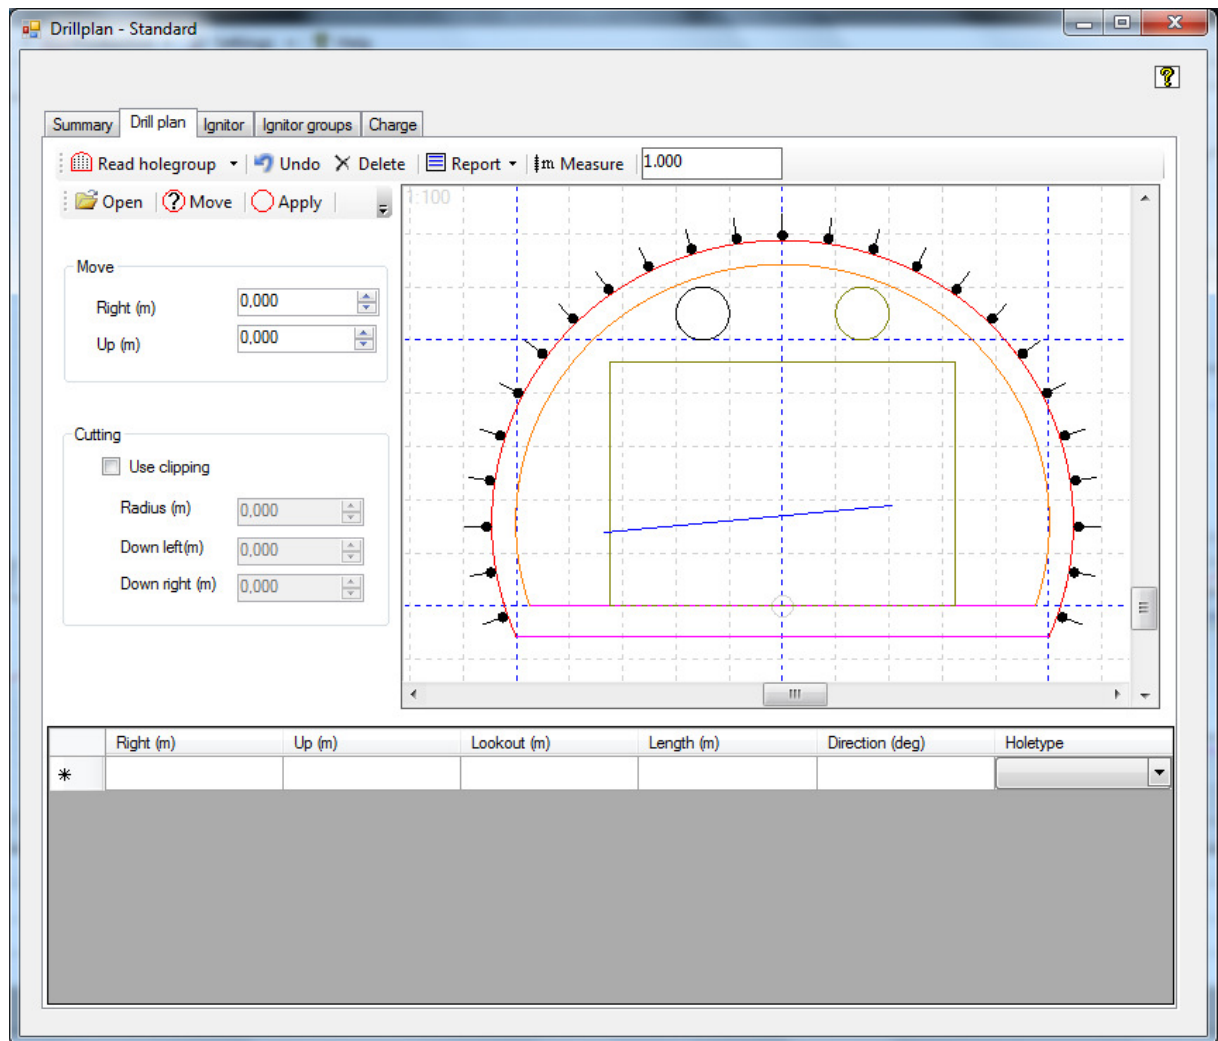 Drillplan - Standard
Summary Drill plan Ignitor Ignitor groups Charge
Read holegroup Undo Delete Report m Measure 1.000
Open Move Apply
1:100
Move
Right (m) 0,000
Up (m) 0,000
Cutting
Use clipping
Radius (m) 0,000
Down left(m) 0,000
Down right (m) 0,000
Right (m) Up (m) Lookout (m) Length (m) Direction (deg) Holetype